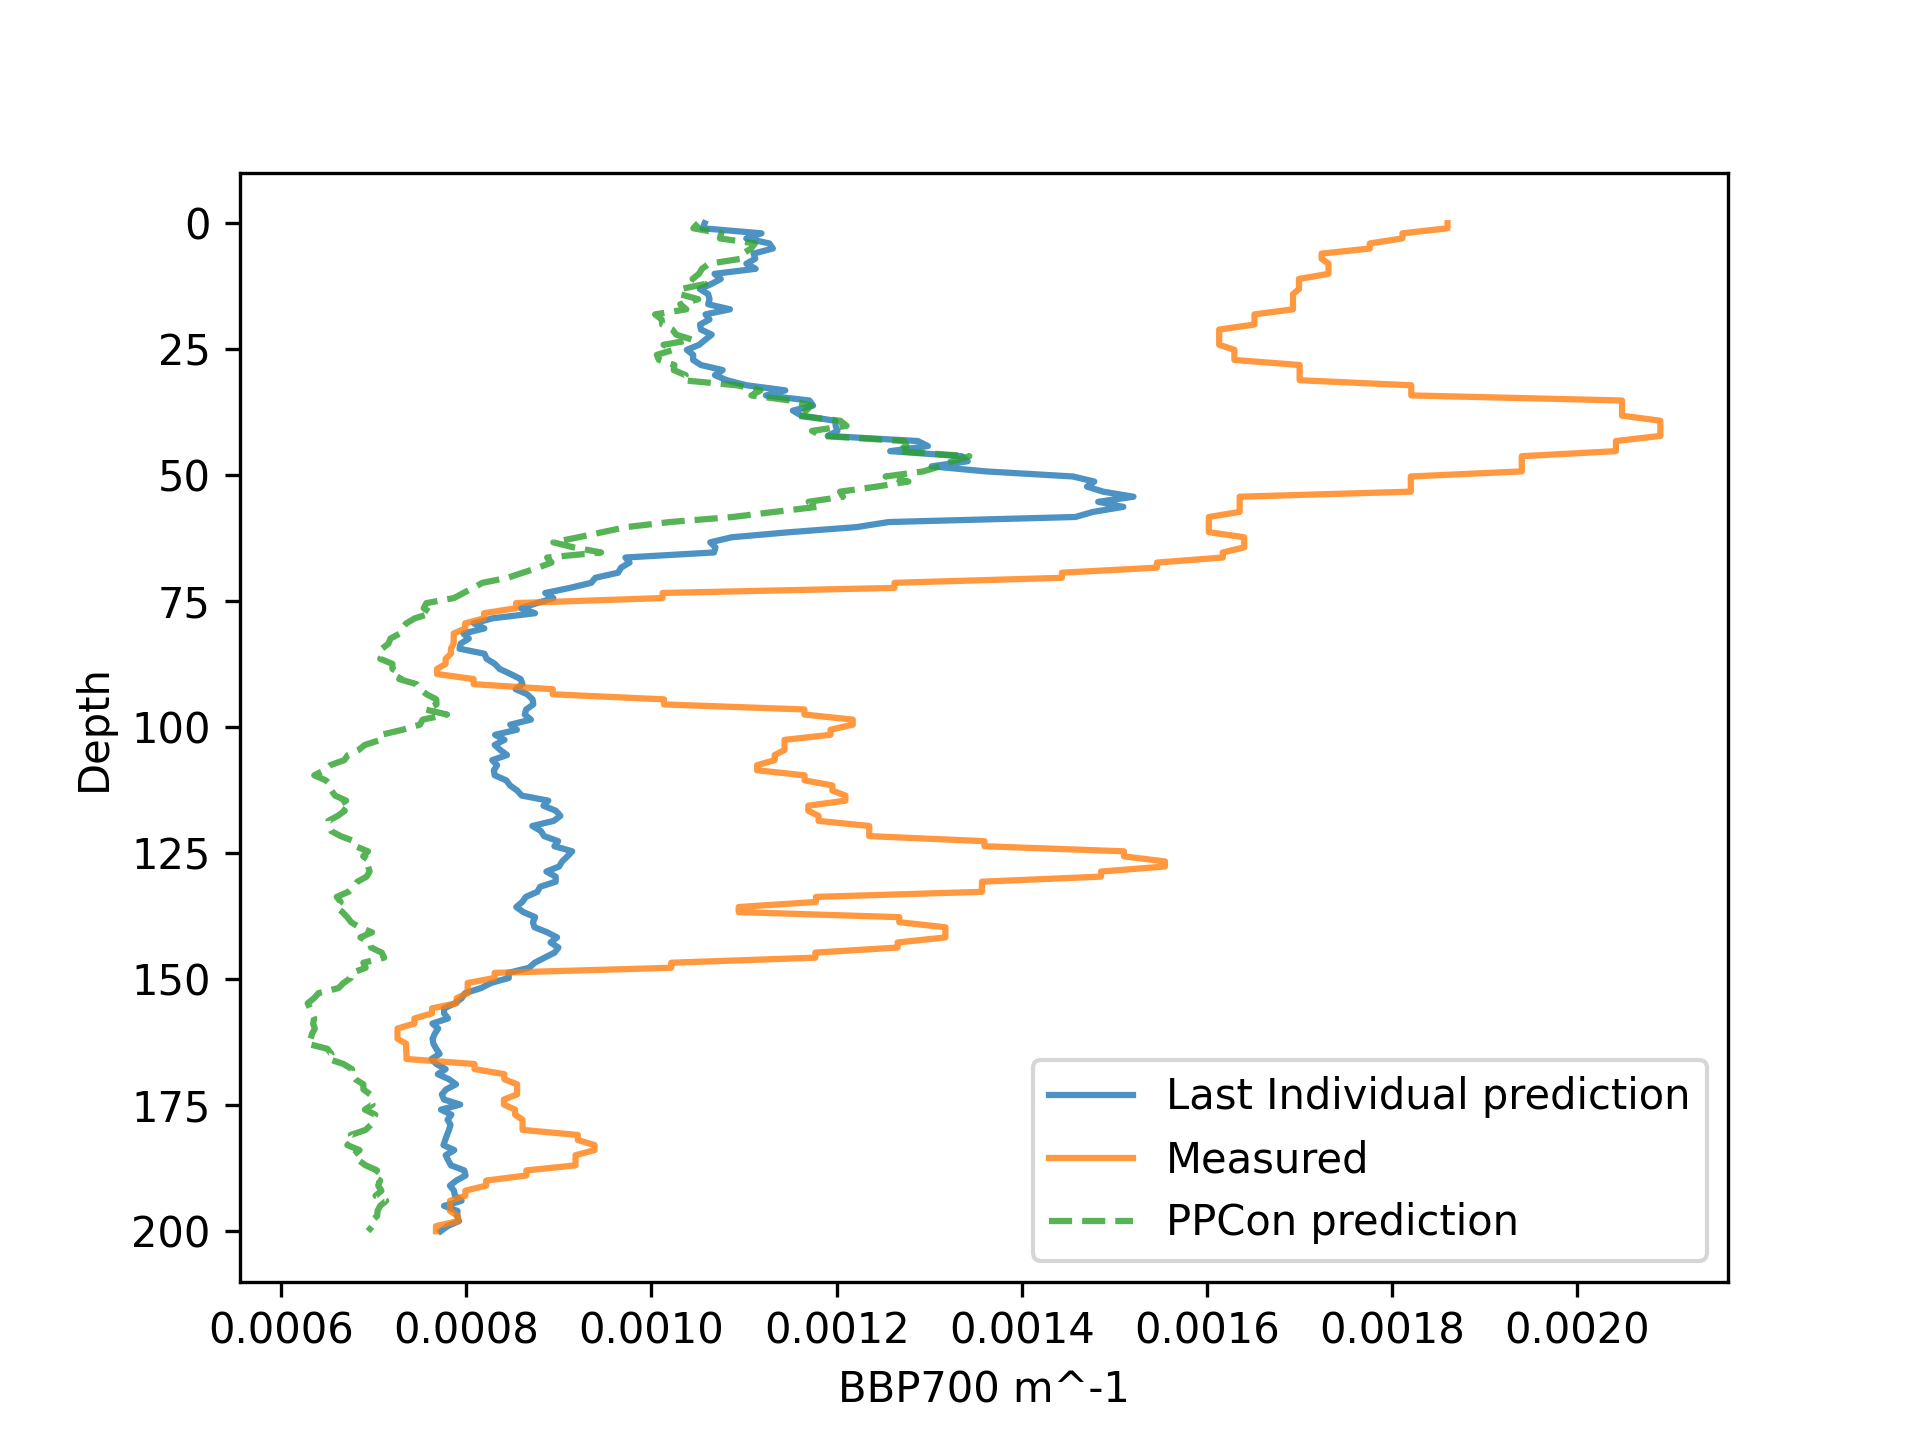 0
25
50
75
100
125
150
175
200
Depth
Last Individual prediction
Measured
PPCon prediction
0.0006 0.0008 0.0010 0.0012 0.0014 0.0016 0.0018 0.0020
BBP700 m^-1